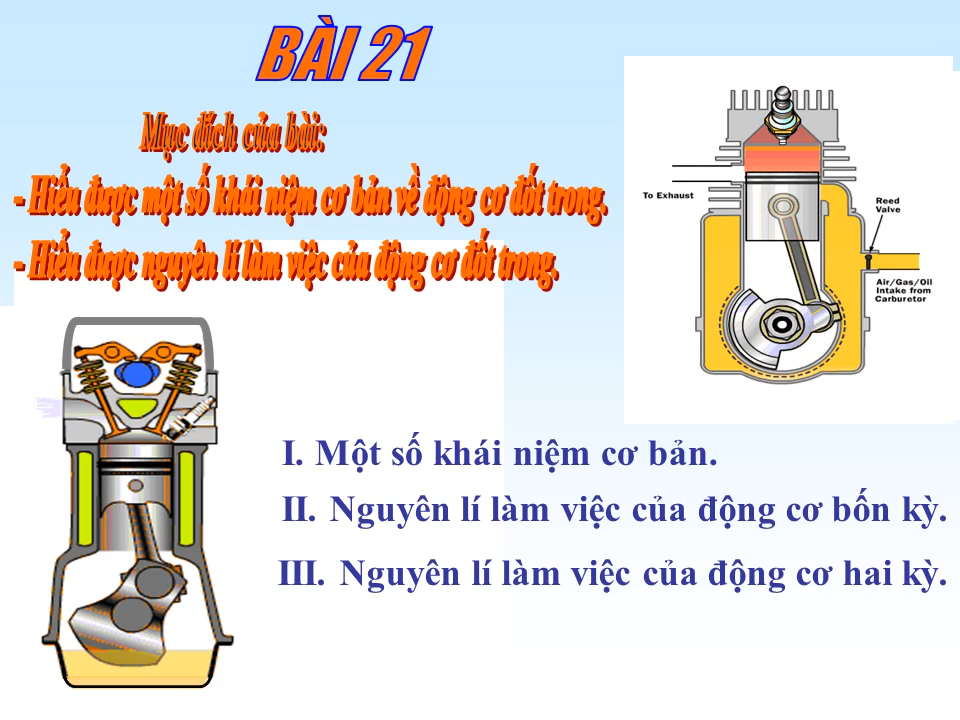 BÀI 21
Mục đích của bài:
- Hiểu được một số khái niệm cơ bản về động cơ đốt trong.
- Hiểu được nguyên lí làm việc của động cơ đốt trong.
To Exhaust
Reed
Valve
Air/Gas/Oil
Intake from
Carburetor
I. Một số khái niệm cơ bản.
II. Nguyên lí làm việc của động cơ bốn kỳ.
III. Nguyên lí làm việc của động cơ hai kỳ.